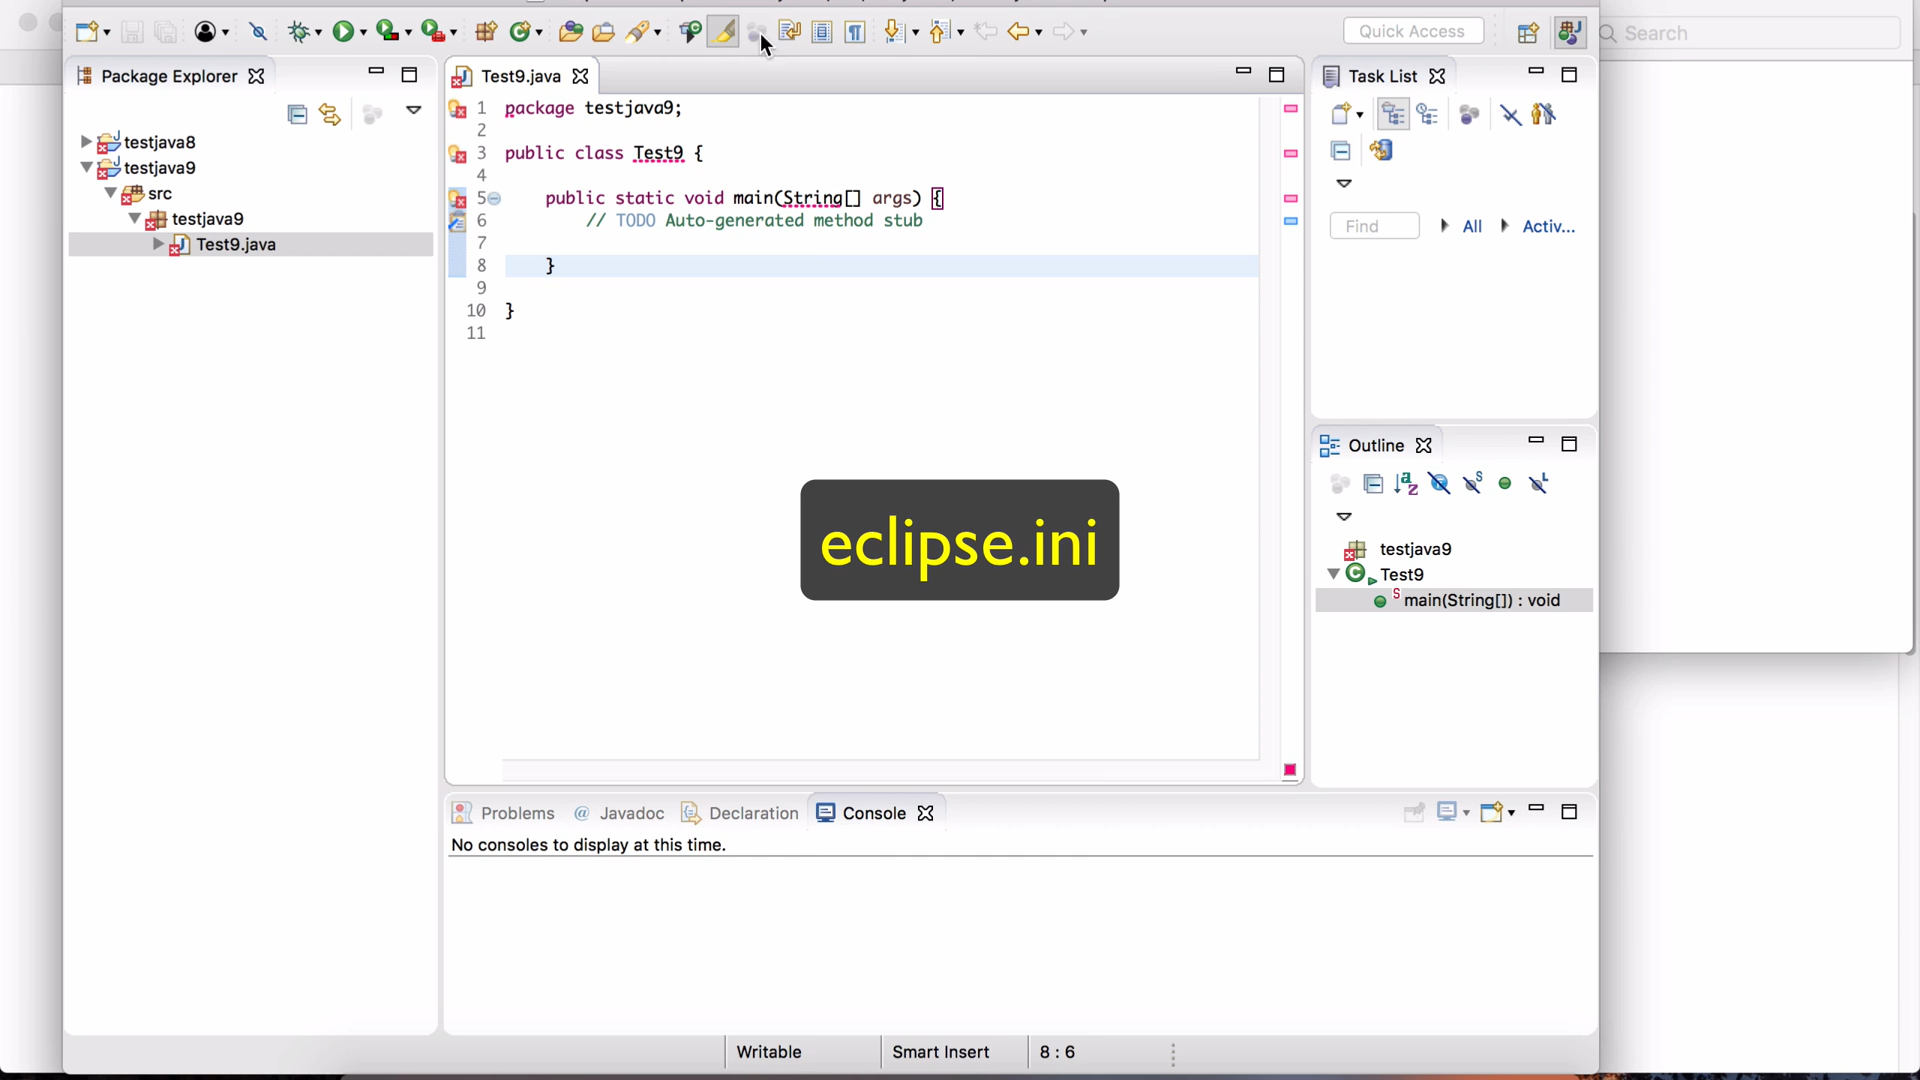 Quick Access
Search
Package Explorer
testjava8
testjava9
src
testjava9
Test9.java
Test9.java
1 package testjava9;
2
3 public class Test9 {
4
5 public static void main(String[] args) {
6 // TODO Auto-generated method stub
7
8 }
9
10 }
11
eclipse.ini
Task List
Find
All
Activ...
Outline
testjava9
Test9
main(String[]) : void
Problems
Javadoc
Declaration
Console
No consoles to display at this time.
Writable
Smart Insert
8 : 6